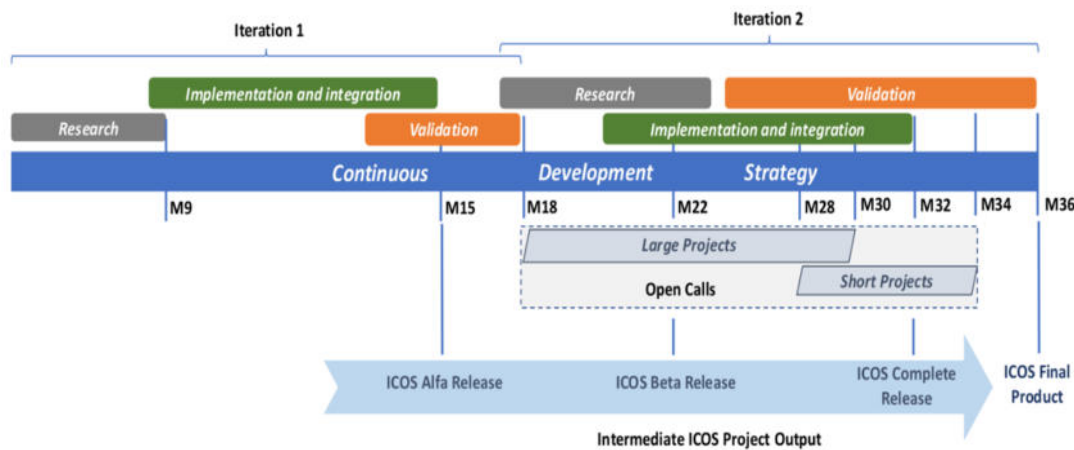 Iteration 1
Iteration 2
Implementation and integration
Research
Validation
Research
Validation
Implementation and integration
Continuous Development Strategy
M9
M15
M18
M22
M28
M30
M32
M34
M36
Large Projects
Short Projects
Open Calls
ICOS Alfa Release
ICOS Beta Release
ICOS Complete
Release
ICOS Final
Product
Intermediate ICOS Project Output